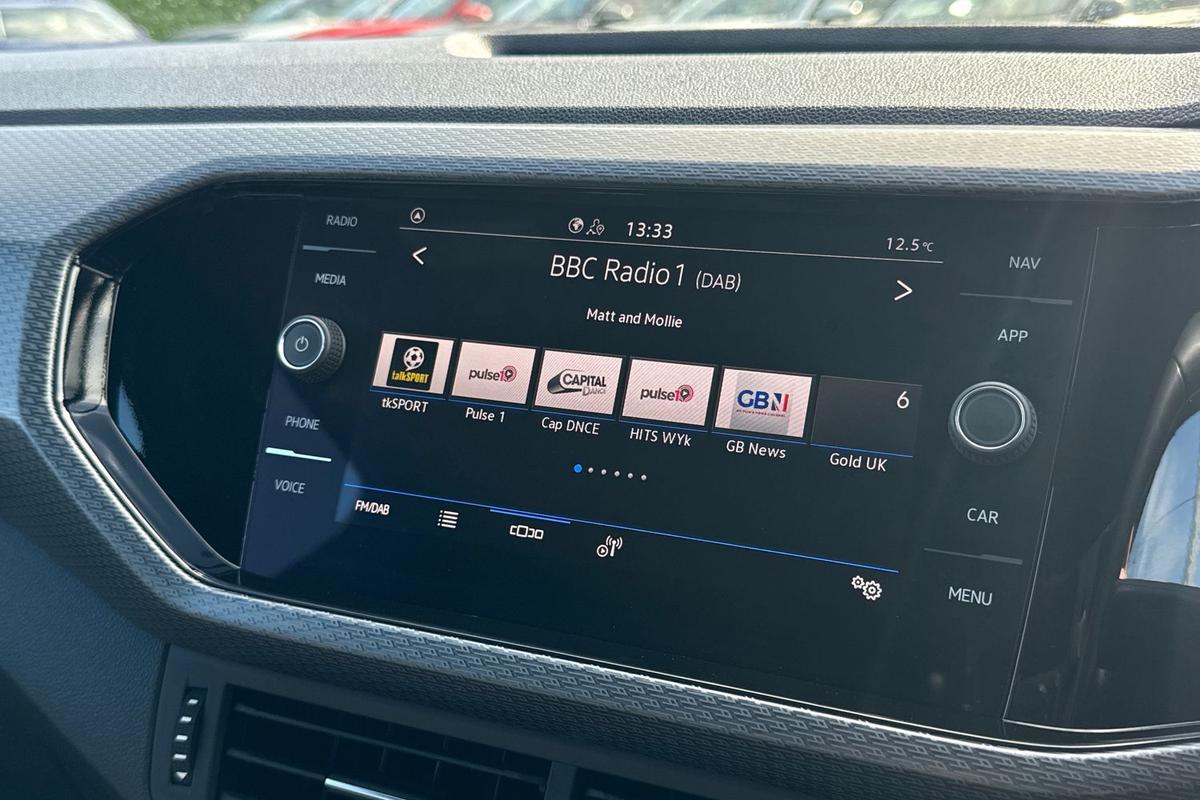 RADIO
MEDIA
PHONE
VOICE
13:33
12.5°C
BBC Radio 1 (DAB)
Matt and Mollie
talkSPORT
tkSPORT
pulse1
Pulse 1
CAPITAL
DANCE
Cap DNCE
pulse1
HITS WYk
GBN
GB News
6
Gold UK
FM/DAB
NAV
APP
CAR
MENU